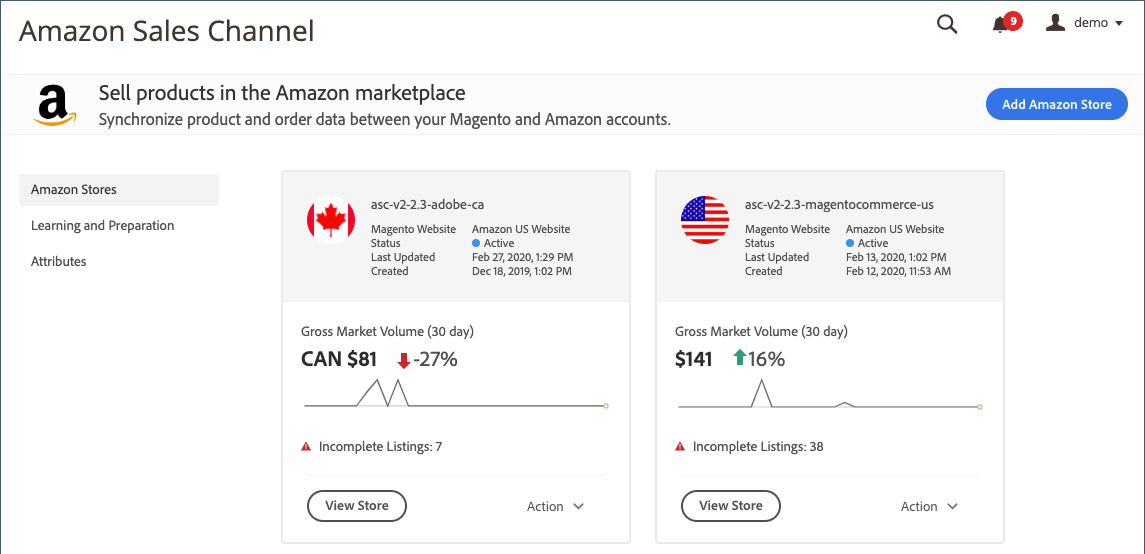 Amazon Sales Channel
9
demo
a
Sell products in the Amazon marketplace
Synchronize product and order data between your Magento and Amazon accounts.
Add Amazon Store
Amazon Stores
Learning and Preparation
Attributes
asc-v2-2.3-adobe-ca
Magento Website Amazon US Website
Status Active
Last Updated Feb 27, 2020, 1:29 PM
Created Dec 18, 2019, 1:02 PM
Gross Market Volume (30 day)
CAN $81 -27%
Incomplete Listings: 7
View Store
Action
asc-v2-2.3-magentocommerce-us
Magento Website Amazon US Website
Status Active
Last Updated Feb 13, 2020, 1:02 PM
Created Feb 12, 2020, 11:53 AM
Gross Market Volume (30 day)
$141 16%
Incomplete Listings: 38
View Store
Action